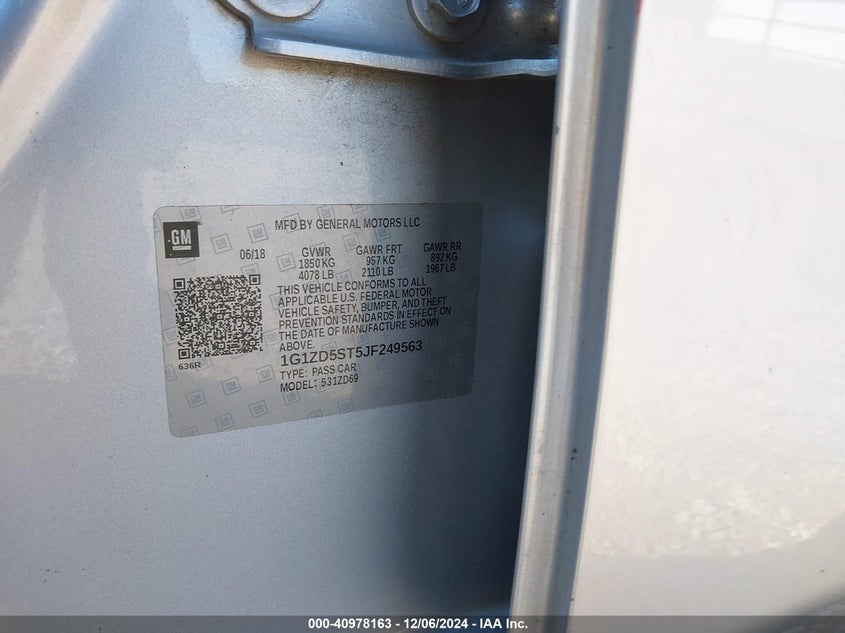 GM
MFD BY GENERAL MOTORS LLC
06/18 GVWR GAWR FRT GAWR RR
1850 KG 957 KG 892 KG
4078 LB 2110 LB 1967 LB
THIS VEHICLE CONFORMS TO ALL
APPLICABLE U.S. FEDERAL MOTOR
VEHICLE SAFETY, BUMPER, AND THEFT
PREVENTION STANDARDS IN EFFECT ON
THE DATE OF MANUFACTURE SHOWN
ABOVE.
636R
1G1ZD5ST5JF249563
TYPE: PASS CAR
MODEL: 531ZD69
000-40978163 - 12/06/2024 - IAA Inc.